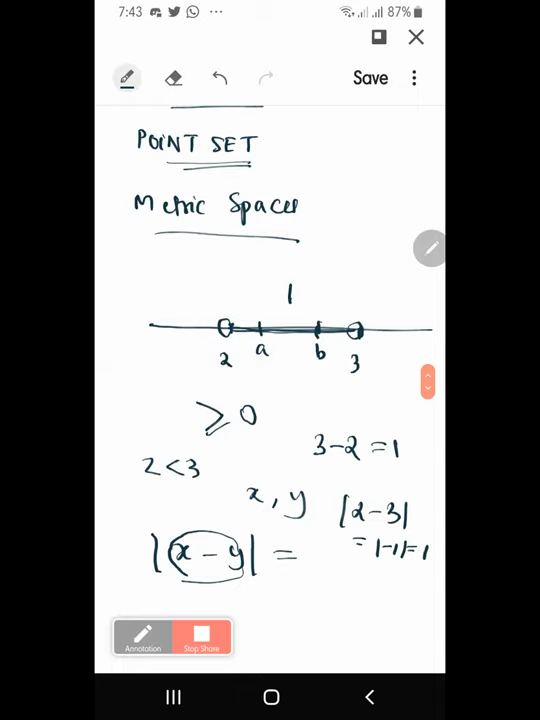 7:43 ... 87%
Save
POINT SET
Metric Spaces
1
2 a b 3
≥ 0
3-2 = 1
2 < 3
x, y |2-3|
= |-1| = 1
|x - y| =
Annotation Stop Share